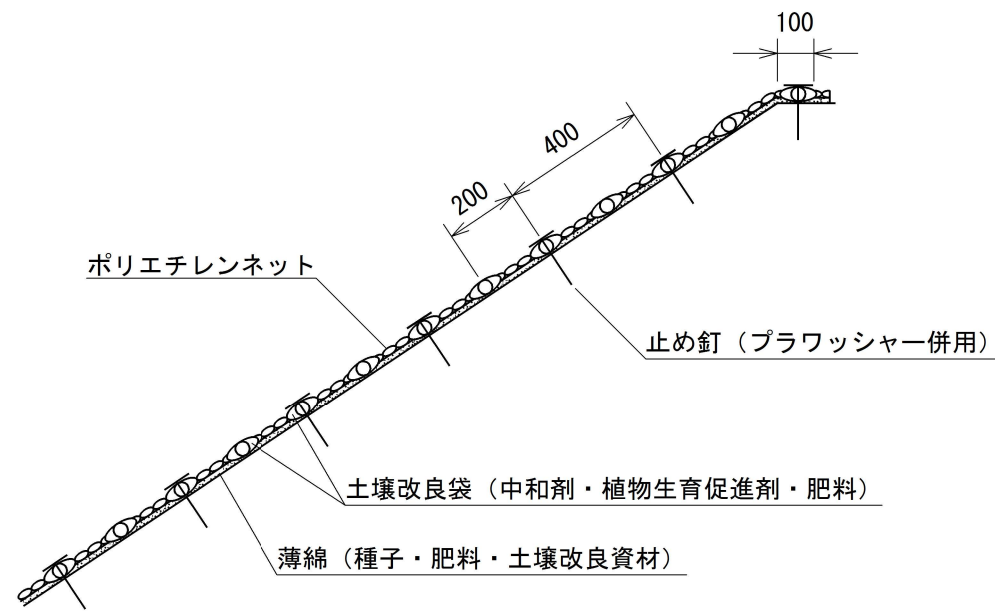 100
400
200
ポリエチレンネット
止め釘（プラワッシャー併用）
土壌改良袋（中和剤・植物生育促進剤・肥料）
薄綿（種子・肥料・土壌改良資材）